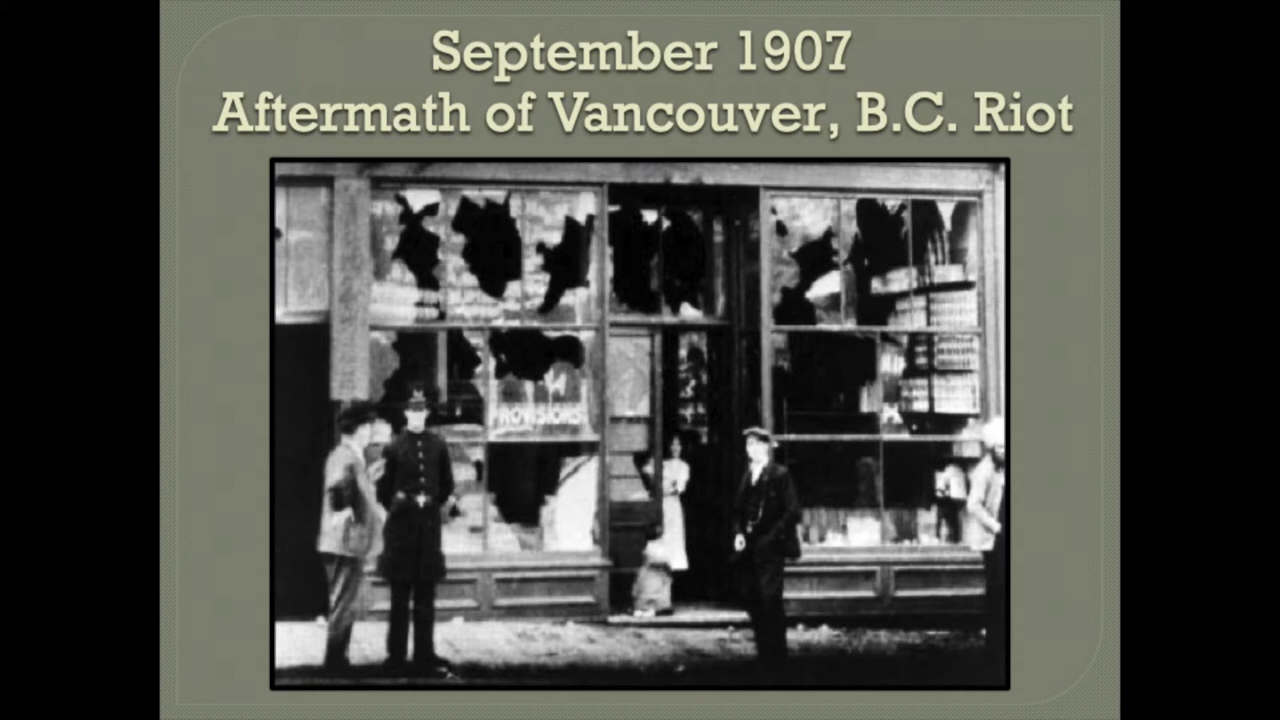 September 1907
Aftermath of Vancouver, B.C. Riot
PROVISIONS